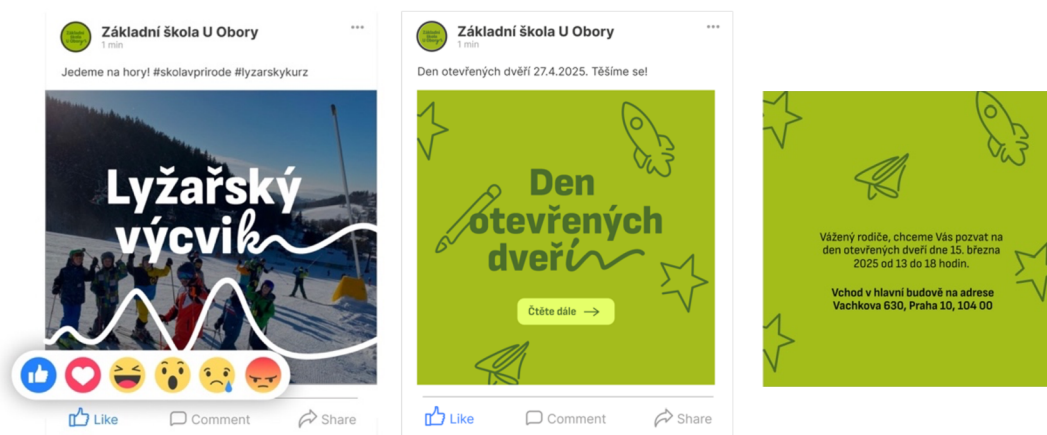 Základní škola U Obory
1 min
Jedeme na hory! #skolavprirode #lyzarskykurz
Lyžařský
výcvik
Like
Comment
Share
Základní škola U Obory
1 min
Den otevřených dvěří 27.4.2025. Těšíme se!
Den
otevřených
dveří
Čtěte dále
Like
Comment
Share
Vážený rodiče, chceme Vás pozvat na
den otevřených dveří dne 15. března
2025 od 13 do 18 hodin.
Vchod v hlavní budově na adrese
Vachkova 630, Praha 10, 104 00